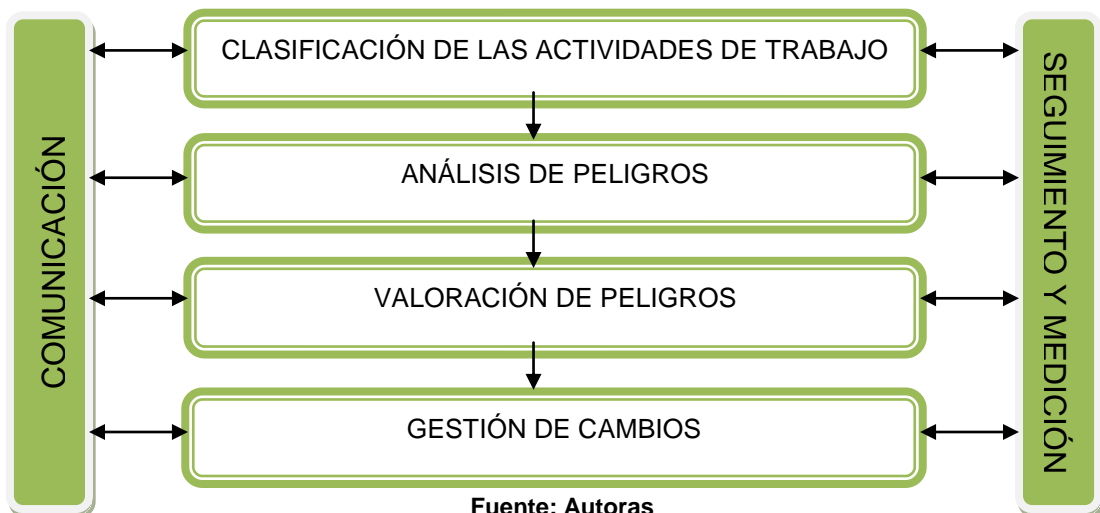 CLASIFICACIÓN DE LAS ACTIVIDADES DE TRABAJO
ANÁLISIS DE PELIGROS
VALORACIÓN DE PELIGROS
GESTIÓN DE CAMBIOS
COMUNICACIÓN
SEGUIMIENTO Y MEDICIÓN
Fuente: Autoras